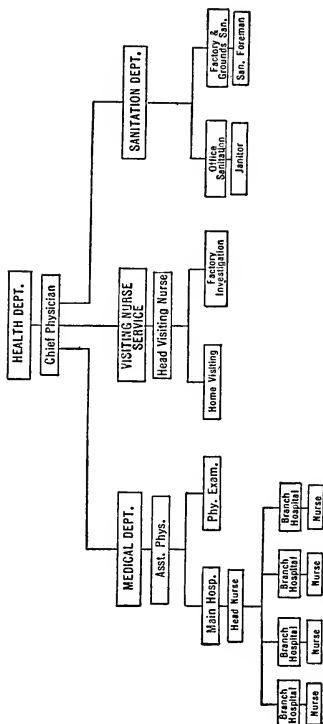 HEALTH DEPT.
Chief Physician
MEDICAL DEPT.
Asst. Phys.
Main Hosp.
Head Nurse
Branch
Hospital
Nurse
Branch
Hospital
Nurse
Branch
Hospital
Nurse
Branch
Hospital
Nurse
Phy. Exam.
VISITING NURSE
SERVICE
Head Visiting Nurse
Home Visiting
Factory
Investigation
SANITATION DEPT.
Office
Sanitation
Janitor
Factory &
Grounds San.
San. Foreman